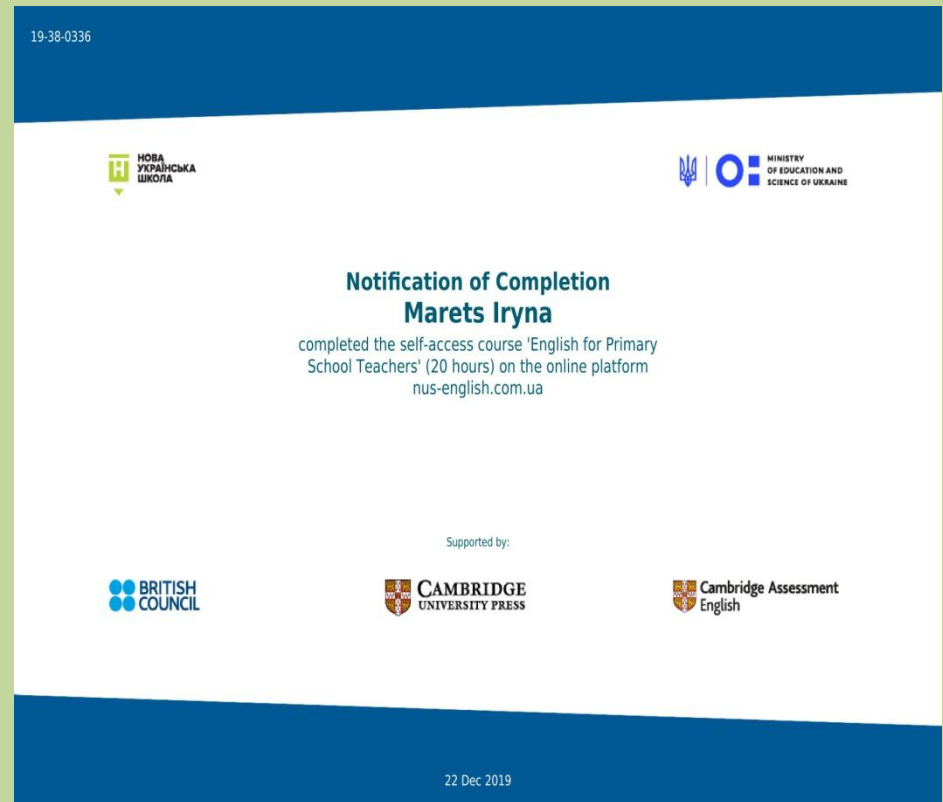 19-38-0336
НОВА
УКРАЇНСЬКА
ШКОЛА
MINISTRY
OF EDUCATION AND
SCIENCE OF UKRAINE
Notification of Completion
Marets Iryna
completed the self-access course 'English for Primary
School Teachers' (20 hours) on the online platform
nus-english.com.ua
Supported by:
BRITISH
COUNCIL
CAMBRIDGE
UNIVERSITY PRESS
Cambridge Assessment
English
22 Dec 2019